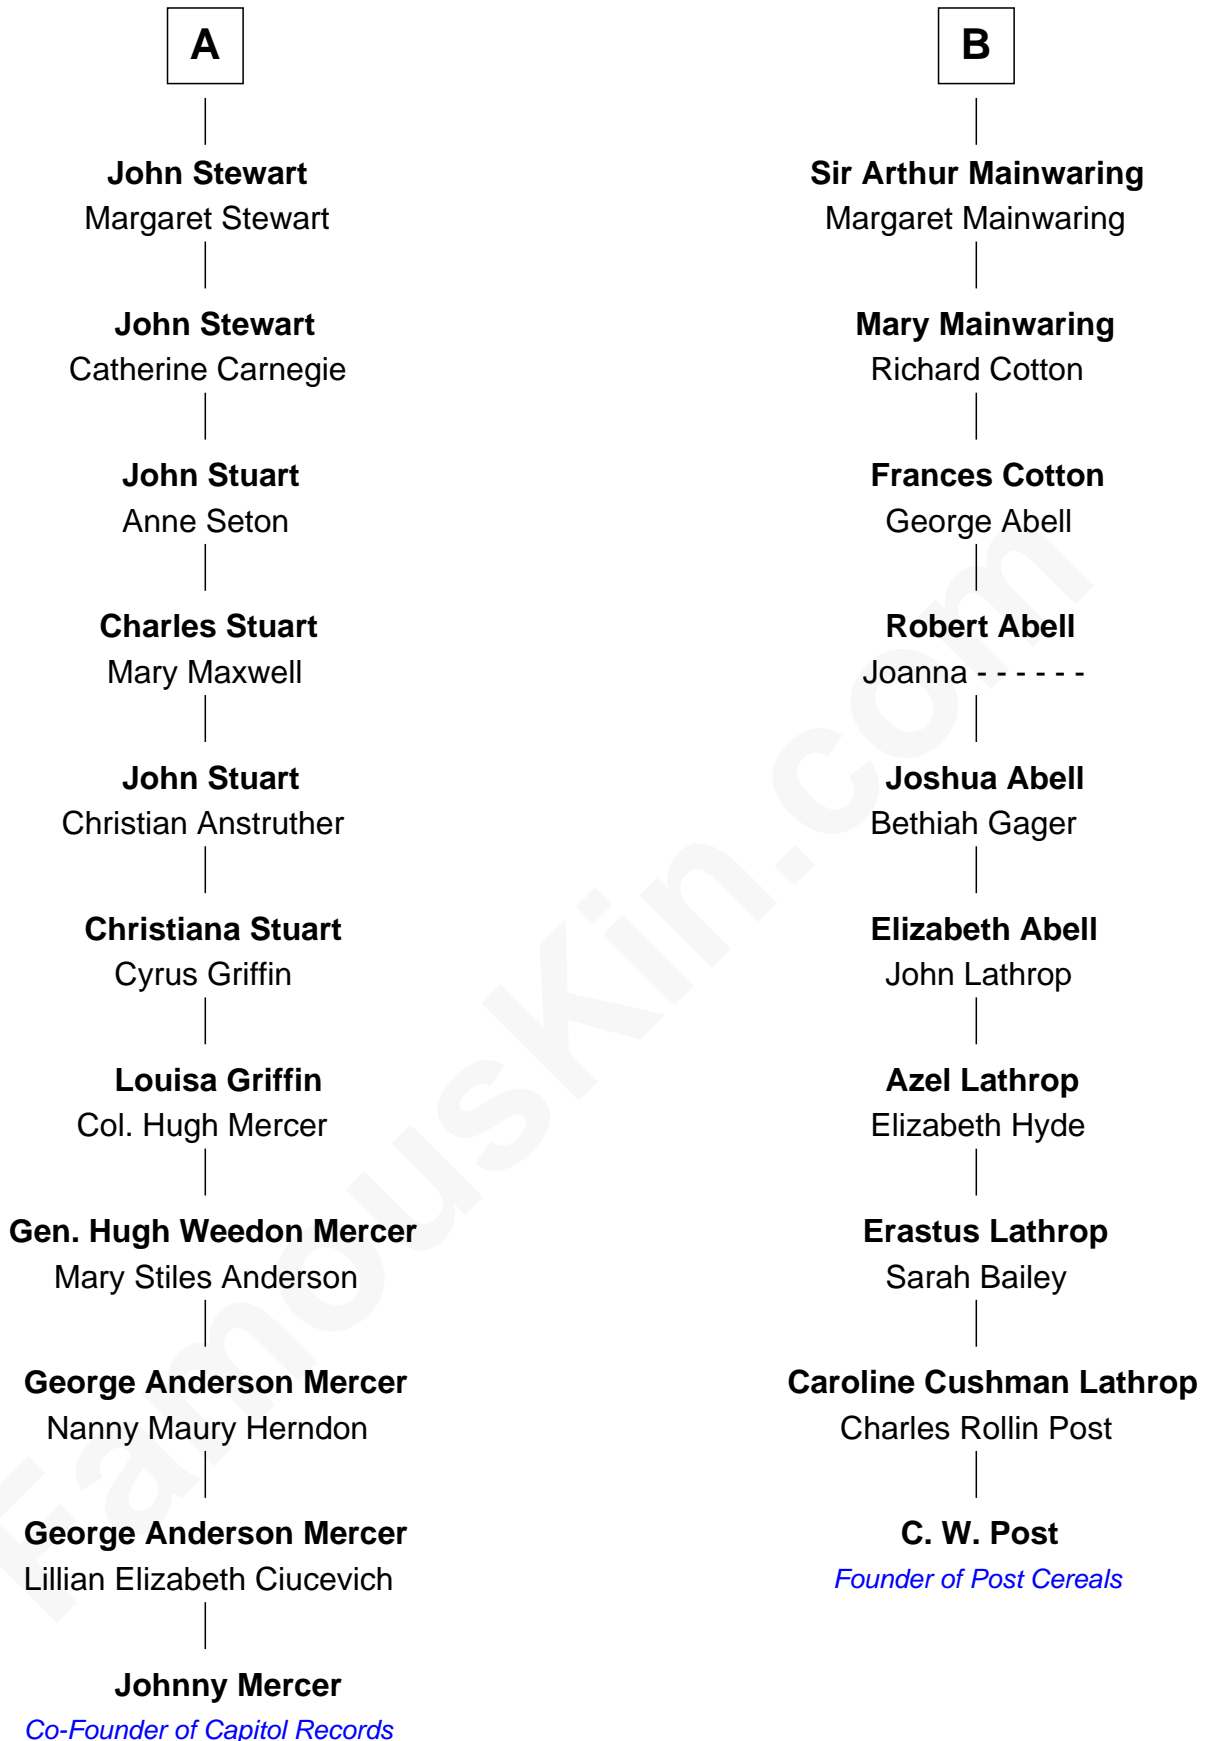 A
John Stewart
Margaret Stewart
John Stewart
Catherine Carnegie
John Stuart
Anne Seton
Charles Stuart
Mary Maxwell
John Stuart
Christian Anstruther
Christiana Stuart
Cyrus Griffin
Louisa Griffin
Col. Hugh Mercer
Gen. Hugh Weedon Mercer
Mary Stiles Anderson
George Anderson Mercer
Nanny Maury Herndon
George Anderson Mercer
Lillian Elizabeth Ciucevich
Johnny Mercer
Co-Founder of Capitol Records
B
Sir Arthur Mainwaring
Margaret Mainwaring
Mary Mainwaring
Richard Cotton
Frances Cotton
George Abell
Robert Abell
Joanna - - - - - -
Joshua Abell
Bethiah Gager
Elizabeth Abell
John Lathrop
Azel Lathrop
Elizabeth Hyde
Erastus Lathrop
Sarah Bailey
Caroline Cushman Lathrop
Charles Rollin Post
C. W. Post
Founder of Post Cereals
FamousKin.com